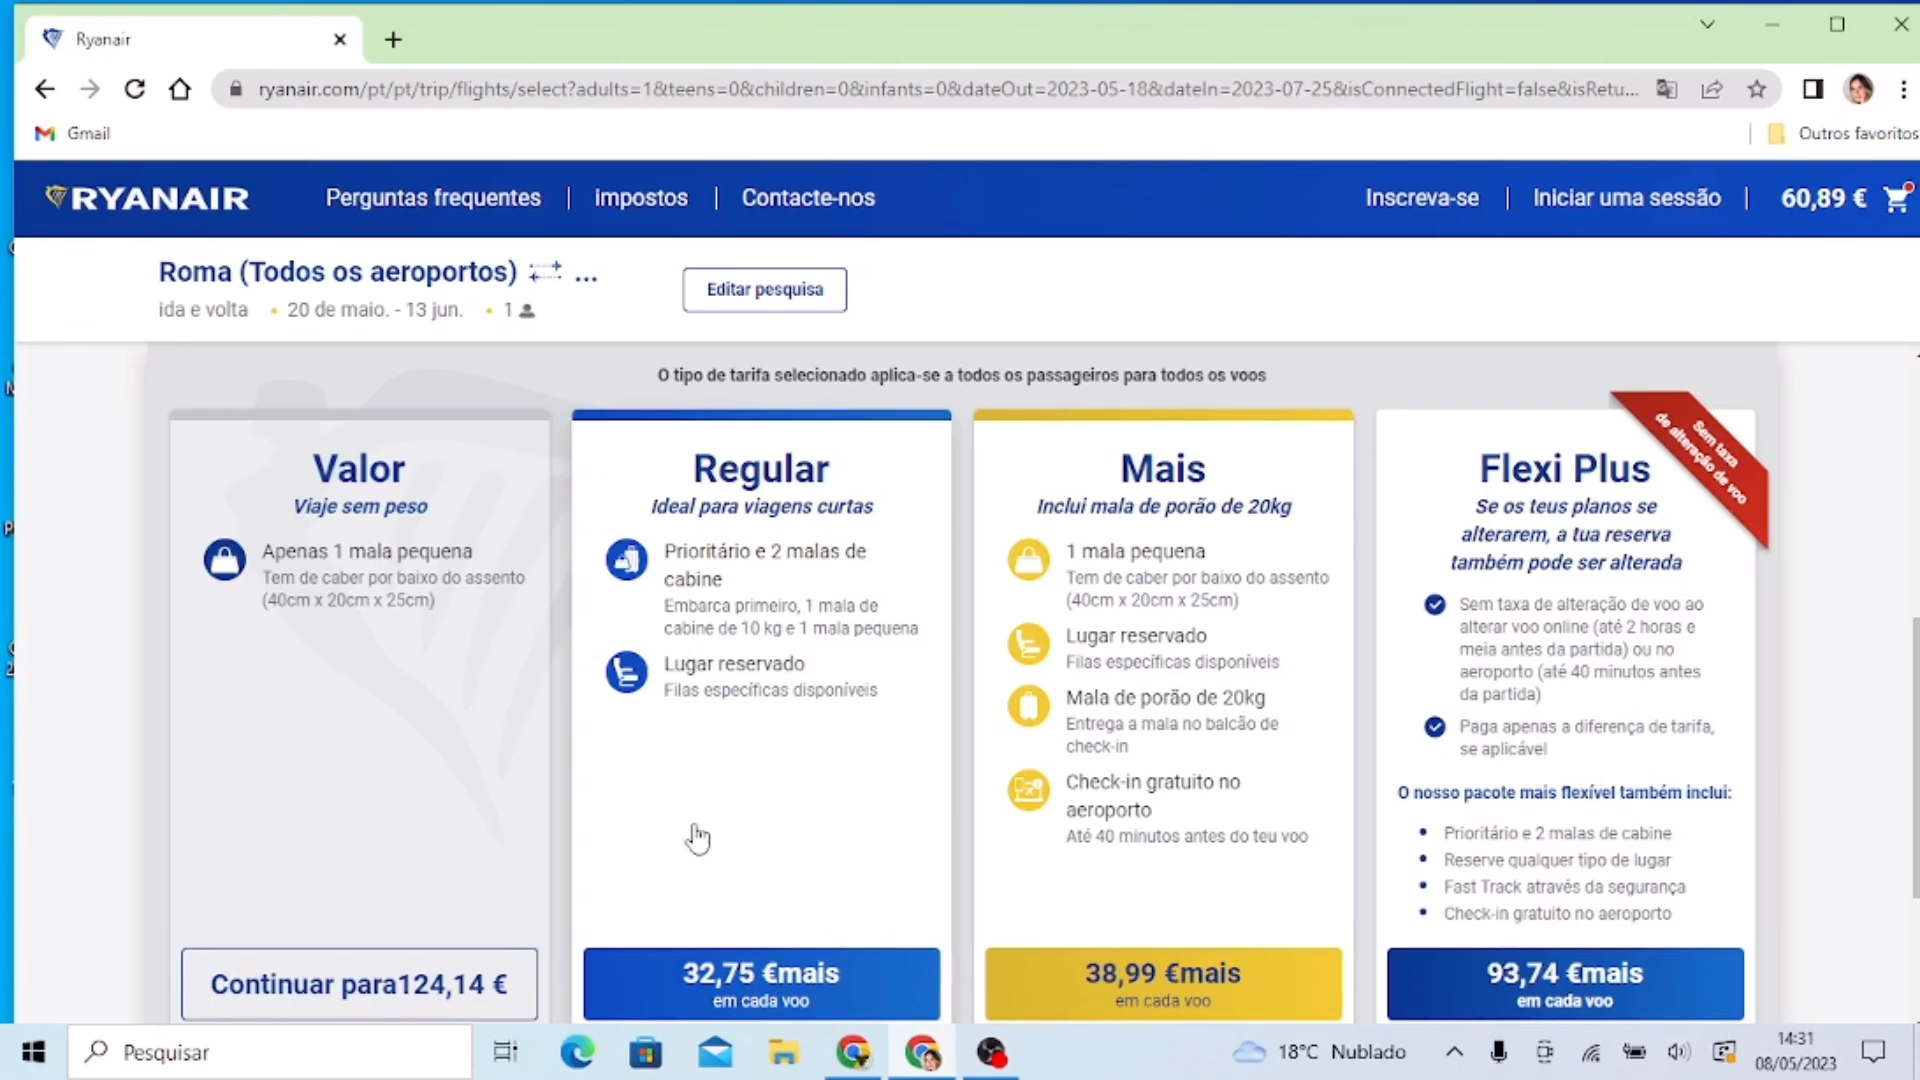 Ryanair
ryanair.com/pt/pt/trip/flights/select?adults=1&teens=0&children=0&infants=0&dateOut=2023-05-18&dateIn=2023-07-25&isConnectedFlight=false&isRetu...
Gmail
Outros favoritos
RYANAIR
Perguntas frequentes | impostos | Contacte-nos
Inscreva-se | Iniciar uma sessão | 60,89 €
Roma (Todos os aeroportos) ...
ida e volta • 20 de maio. - 13 jun. • 1
Editar pesquisa
O tipo de tarifa selecionado aplica-se a todos os passageiros para todos os voos
Valor
Viaje sem peso
Apenas 1 mala pequena
Tem de caber por baixo do assento
(40cm x 20cm x 25cm)
Continuar para124,14 €
Regular
Ideal para viagens curtas
Prioritário e 2 malas de
cabine
Embarca primeiro, 1 mala de
cabine de 10 kg e 1 mala pequena
Lugar reservado
Filas específicas disponíveis
32,75 €mais
em cada voo
Mais
Inclui mala de porão de 20kg
1 mala pequena
Tem de caber por baixo do assento
(40cm x 20cm x 25cm)
Lugar reservado
Filas específicas disponíveis
Mala de porão de 20kg
Entrega a mala no balcão de
check-in
Check-in gratuito no
aeroporto
Até 40 minutos antes do teu voo
38,99 €mais
em cada voo
Sem taxa
de alteração de voo
Flexi Plus
Se os teus planos se
alterarem, a tua reserva
também pode ser alterada
Sem taxa de alteração de voo ao
alterar voo online (até 2 horas e
meia antes da partida) ou no
aeroporto (até 40 minutos antes
da partida)
Paga apenas a diferença de tarifa,
se aplicável
O nosso pacote mais flexível também inclui:
• Prioritário e 2 malas de cabine
• Reserve qualquer tipo de lugar
• Fast Track através da segurança
• Check-in gratuito no aeroporto
93,74 €mais
em cada voo
Pesquisar
18°C Nublado
14:31
08/05/2023